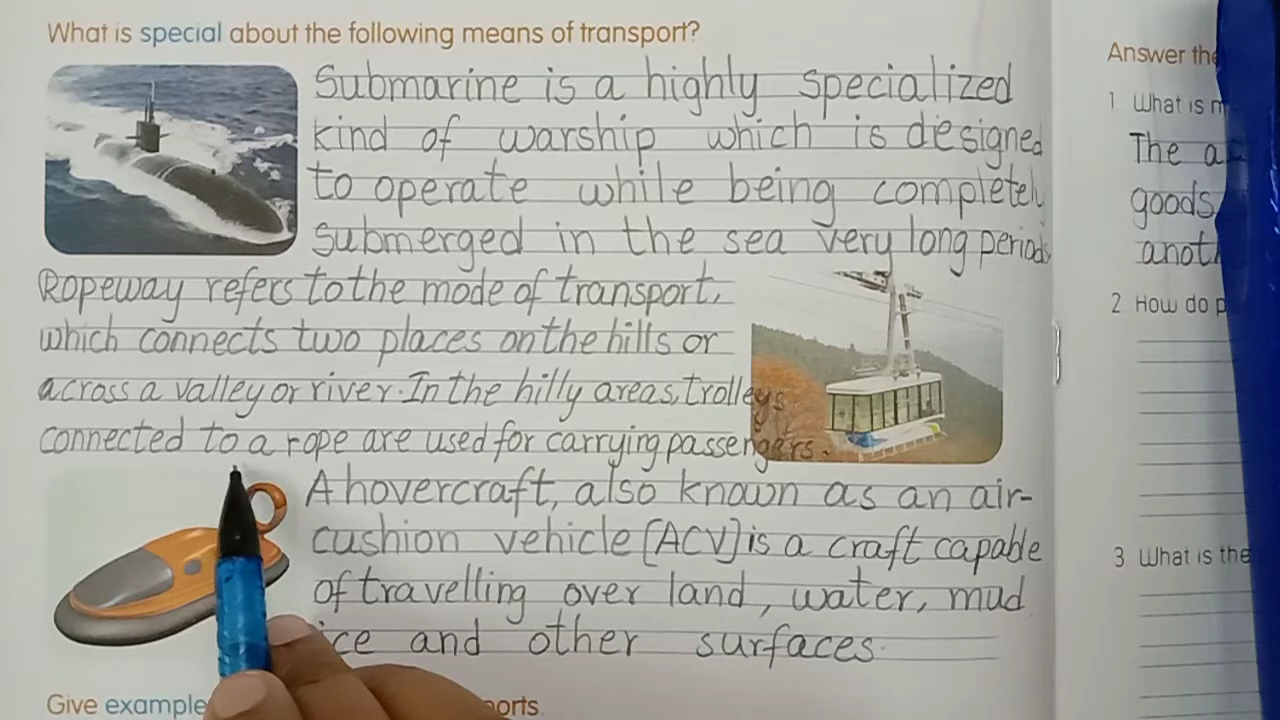 What is special about the following means of transport?
Submarine is a highly specialized
kind of warship which is designed
to operate while being completely
submerged in the sea very long periods
Ropeway refers to the mode of transport,
which connects two places on the hills or
across a valley or river. In the hilly areas, trolleys
connected to a rope are used for carrying passengers.
A hovercraft, also known as an air-
cushion vehicle (ACV) is a craft capable
of travelling over land, water, mud
ice and other surfaces.
Give example
Answer the
1 What is
The
goods
2 How do
3 What is the